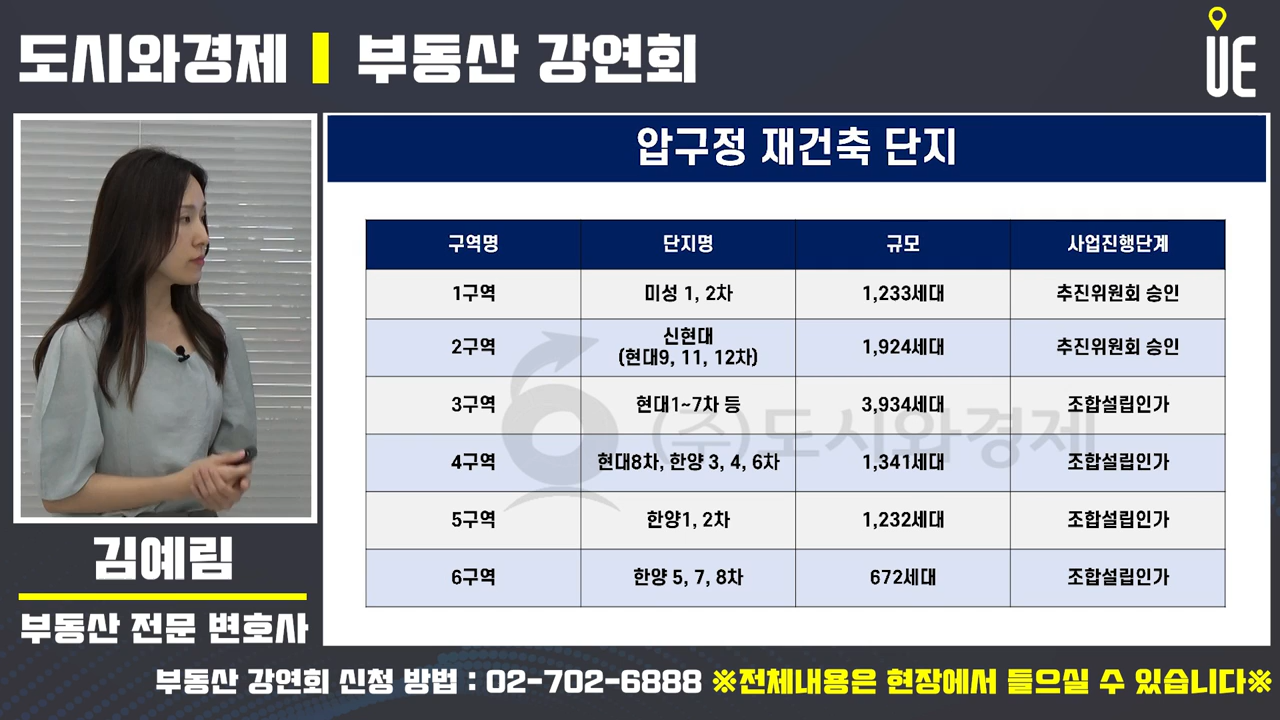 도시와경제 부동산 강연회
UE
압구정 재건축 단지
구역명 단지명 규모 사업진행단계
1구역 미성 1, 2차 1,233세대 추진위원회 승인
2구역 신현대 (현대9, 11, 12차) 1,924세대 추진위원회 승인
3구역 현대1~7차 등 3,934세대 조합설립인가
4구역 현대8차, 한양 3, 4, 6차 1,341세대 조합설립인가
5구역 한양1, 2차 1,232세대 조합설립인가
6구역 한양 5, 7, 8차 672세대 조합설립인가
(주)도시와경제
김예림
부동산 전문 변호사
부동산 강연회 신청 방법 : 02-702-6888 ※전체내용은 현장에서 들으실 수 있습니다※